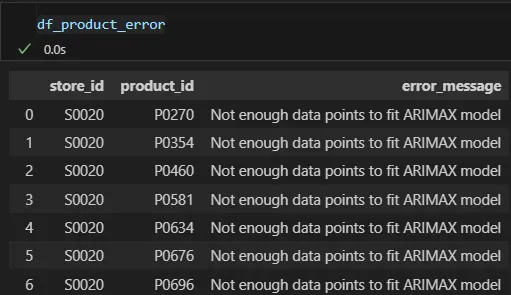 df_product_error
0.0s
store_id product_id error_message
0 S0020 P0270 Not enough data points to fit ARIMAX model
1 S0020 P0354 Not enough data points to fit ARIMAX model
2 S0020 P0460 Not enough data points to fit ARIMAX model
3 S0020 P0581 Not enough data points to fit ARIMAX model
4 S0020 P0634 Not enough data points to fit ARIMAX model
5 S0020 P0676 Not enough data points to fit ARIMAX model
6 S0020 P0696 Not enough data points to fit ARIMAX model